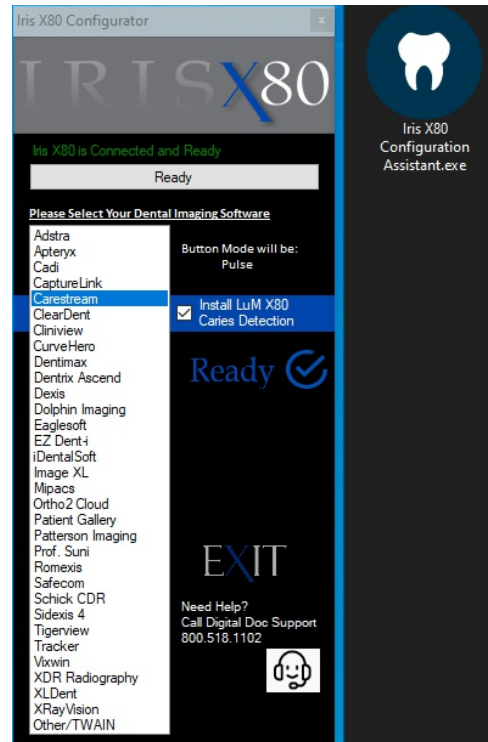 Iris X80 Configurator
x
IRISX80
Iris X80 is Connected and Ready
Ready
Please Select Your Dental Imaging Software
Adstra
Apteryx
Cadi
CaptureLink
Carestream
ClearDent
Cliniview
CurveHero
Dentimax
Dentrix Ascend
Dexis
Dolphin Imaging
Eaglesoft
EZ Dent-i
iDentalSoft
Image XL
Mipacs
Ortho2 Cloud
Patient Gallery
Patterson Imaging
Prof. Suni
Romexis
Safecom
Schick CDR
Sidexis 4
Tigerview
Tracker
Vixwin
XDR Radiography
XLDent
XRayVision
Other/TWAIN
Button Mode will be:
Pulse
Install LuM X80
Caries Detection
Ready
EXIT
Need Help?
Call Digital Doc Support
800.518.1102
Iris X80
Configuration
Assistant.exe